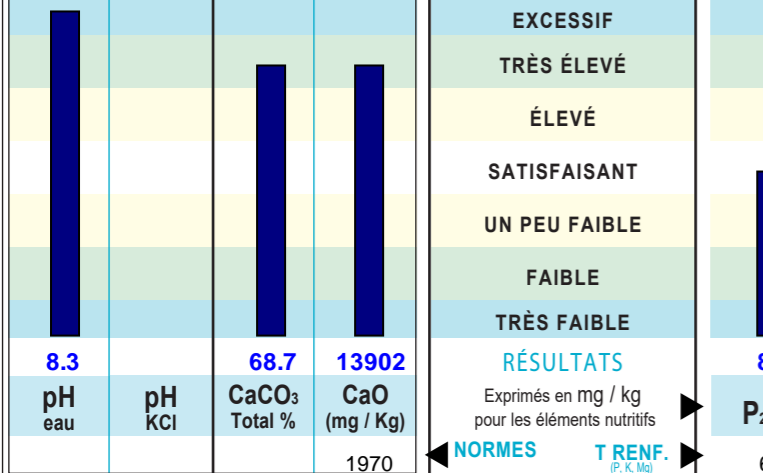 EXCESSIF
TRÈS ÉLEVÉ
ÉLEVÉ
SATISFAISANT
UN PEU FAIBLE
FAIBLE
TRÈS FAIBLE
8.3 68.7 13902 RÉSULTATS
pH eau
pH KCl
CaCO₃ Total %
CaO (mg / Kg)
Exprimés en mg / kg
pour les éléments nutritifs
1970
NORMES T RENF.
(P, K, Mg)